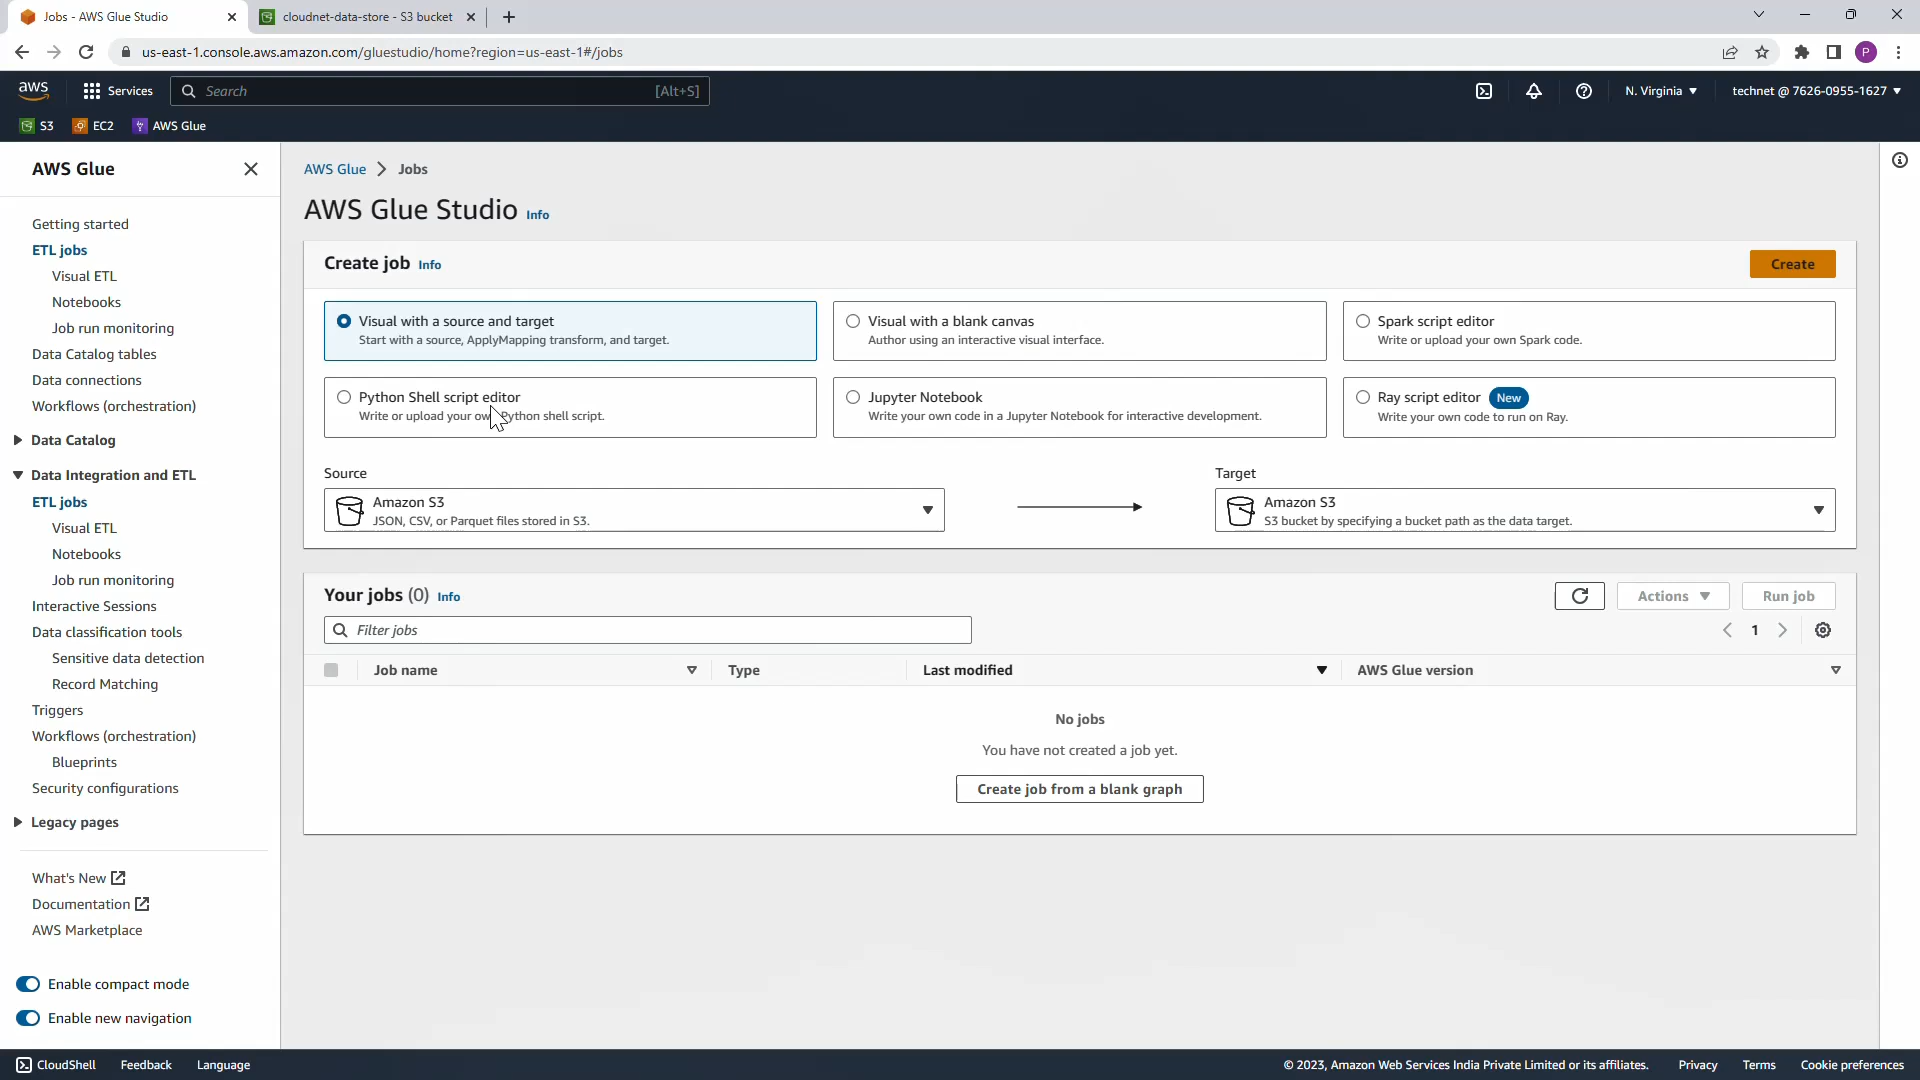 Jobs - AWS Glue Studio
cloudnet-data-store - S3 bucket
us-east-1.console.aws.amazon.com/gluestudio/home?region=us-east-1#/jobs
P
aws
Services
Search
[Alt+S]
N. Virginia
technet @ 7626-0955-1627
S3
EC2
AWS Glue
AWS Glue
Getting started
ETL jobs
Visual ETL
Notebooks
Job run monitoring
Data Catalog tables
Data connections
Workflows (orchestration)
Data Catalog
Data Integration and ETL
ETL jobs
Visual ETL
Notebooks
Job run monitoring
Interactive Sessions
Data classification tools
Sensitive data detection
Record Matching
Triggers
Workflows (orchestration)
Blueprints
Security configurations
Legacy pages
What's New
Documentation
AWS Marketplace
Enable compact mode
Enable new navigation
AWS Glue
Jobs
AWS Glue Studio Info
Create job Info
Create
Visual with a source and target
Start with a source, ApplyMapping transform, and target.
Visual with a blank canvas
Author using an interactive visual interface.
Spark script editor
Write or upload your own Spark code.
Python Shell script editor
Write or upload your own Python shell script.
Jupyter Notebook
Write your own code in a Jupyter Notebook for interactive development.
Ray script editor New
Write your own code to run on Ray.
Source
Amazon S3
JSON, CSV, or Parquet files stored in S3.
Target
Amazon S3
S3 bucket by specifying a bucket path as the data target.
Your jobs (0) Info
Actions
Run job
Filter jobs
1
Job name
Type
Last modified
AWS Glue version
No jobs
You have not created a job yet.
Create job from a blank graph
CloudShell
Feedback
Language
© 2023, Amazon Web Services India Private Limited or its affiliates.
Privacy
Terms
Cookie preferences